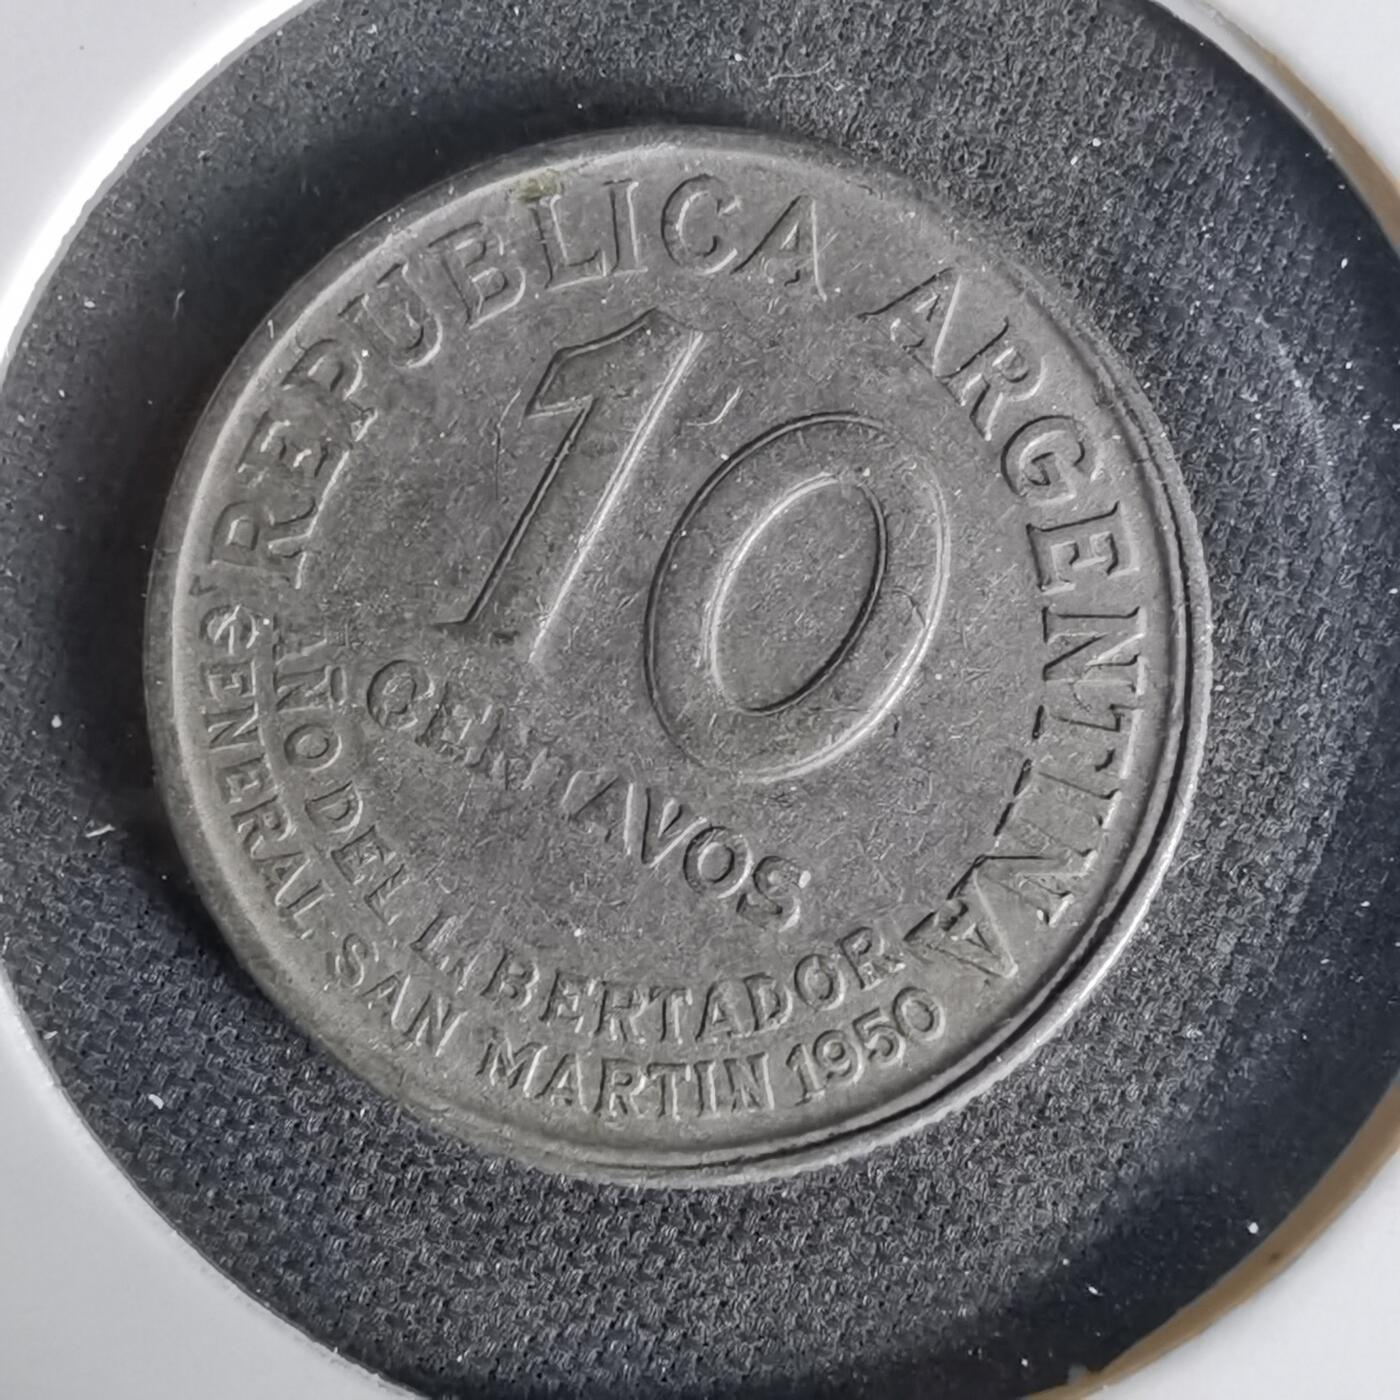 REPUBLICA ARGENTINA
10
CENTAVOS
AÑO DEL LIBERTADOR
GENERAL SAN MARTIN 1950